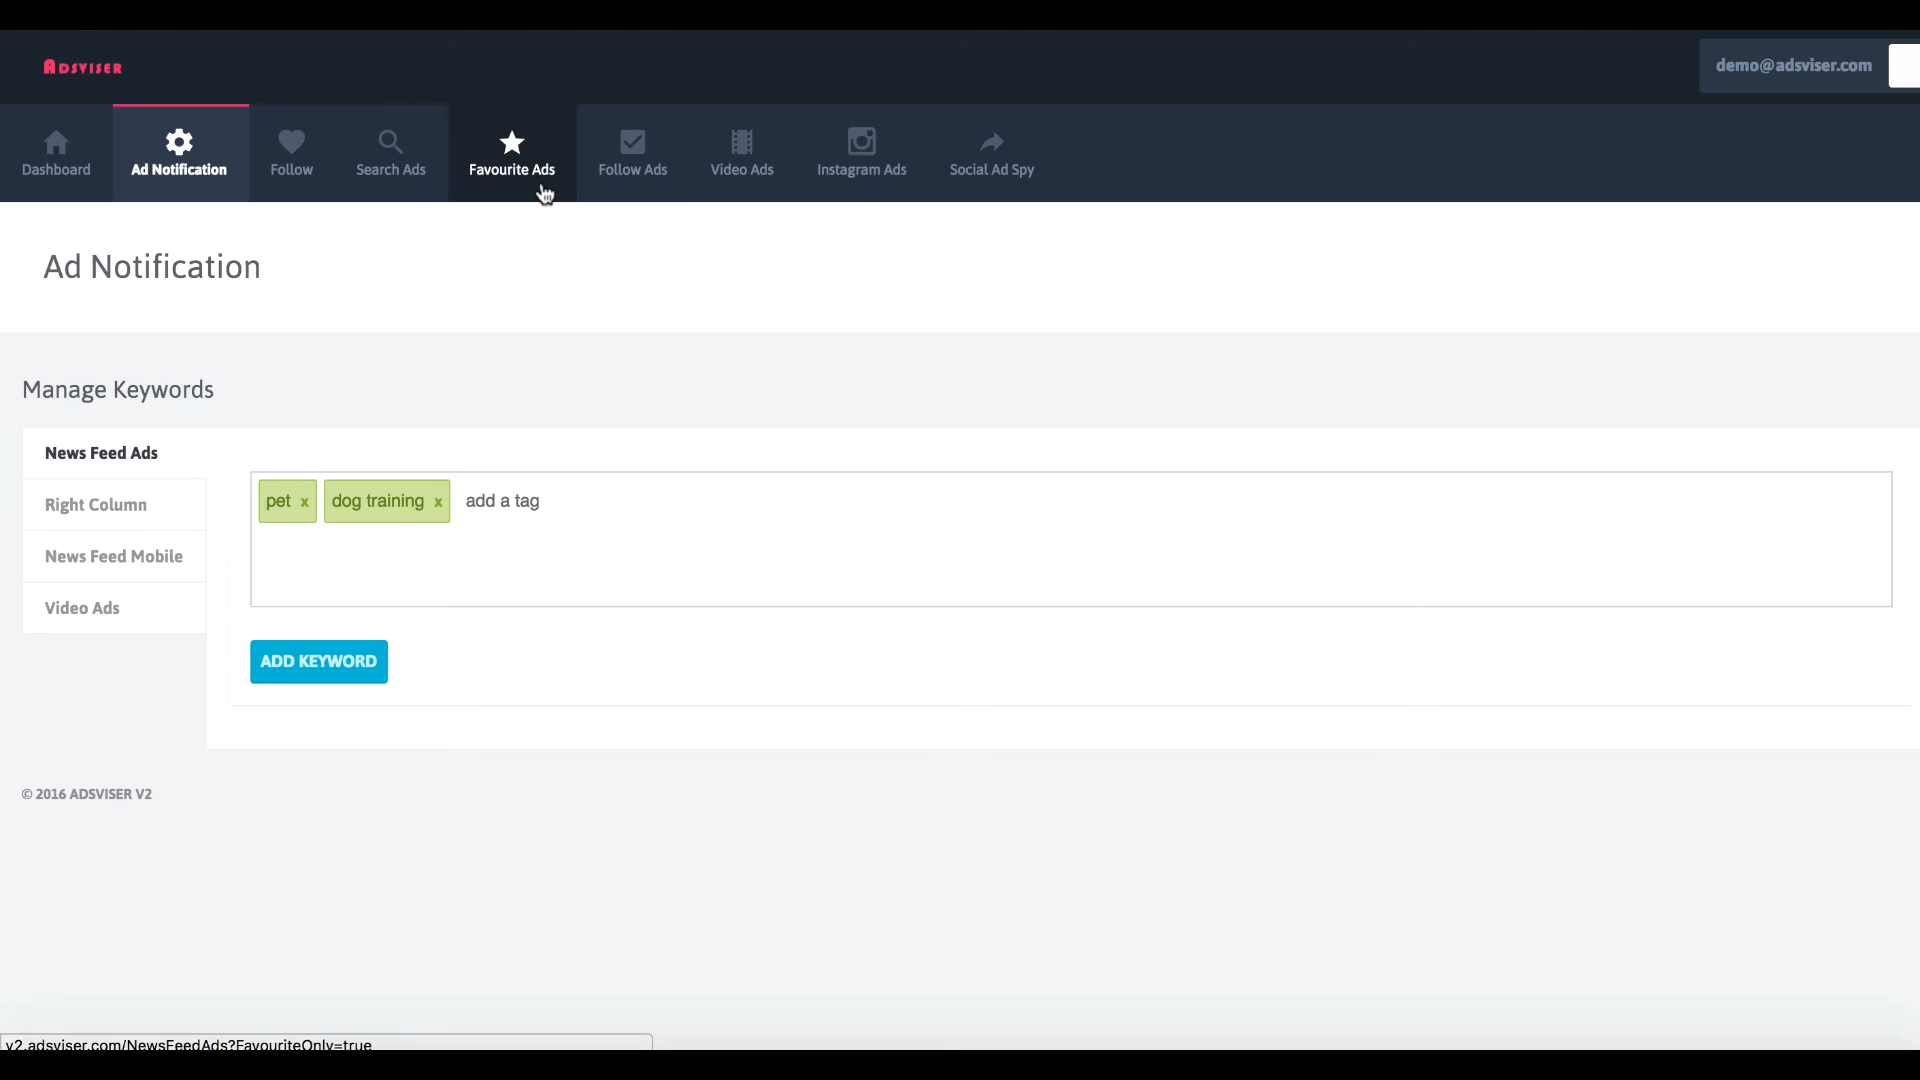 ADSVISER
demo@adsviser.com
Dashboard
Ad Notification
Follow
Search Ads
Favourite Ads
Follow Ads
Video Ads
Instagram Ads
Social Ad Spy
Ad Notification
Manage Keywords
News Feed Ads
Right Column
News Feed Mobile
Video Ads
pet x dog training x add a tag
ADD KEYWORD
© 2016 ADSVISER V2
v2.adsviser.com/NewsFeedAds?FavouriteOnly=true